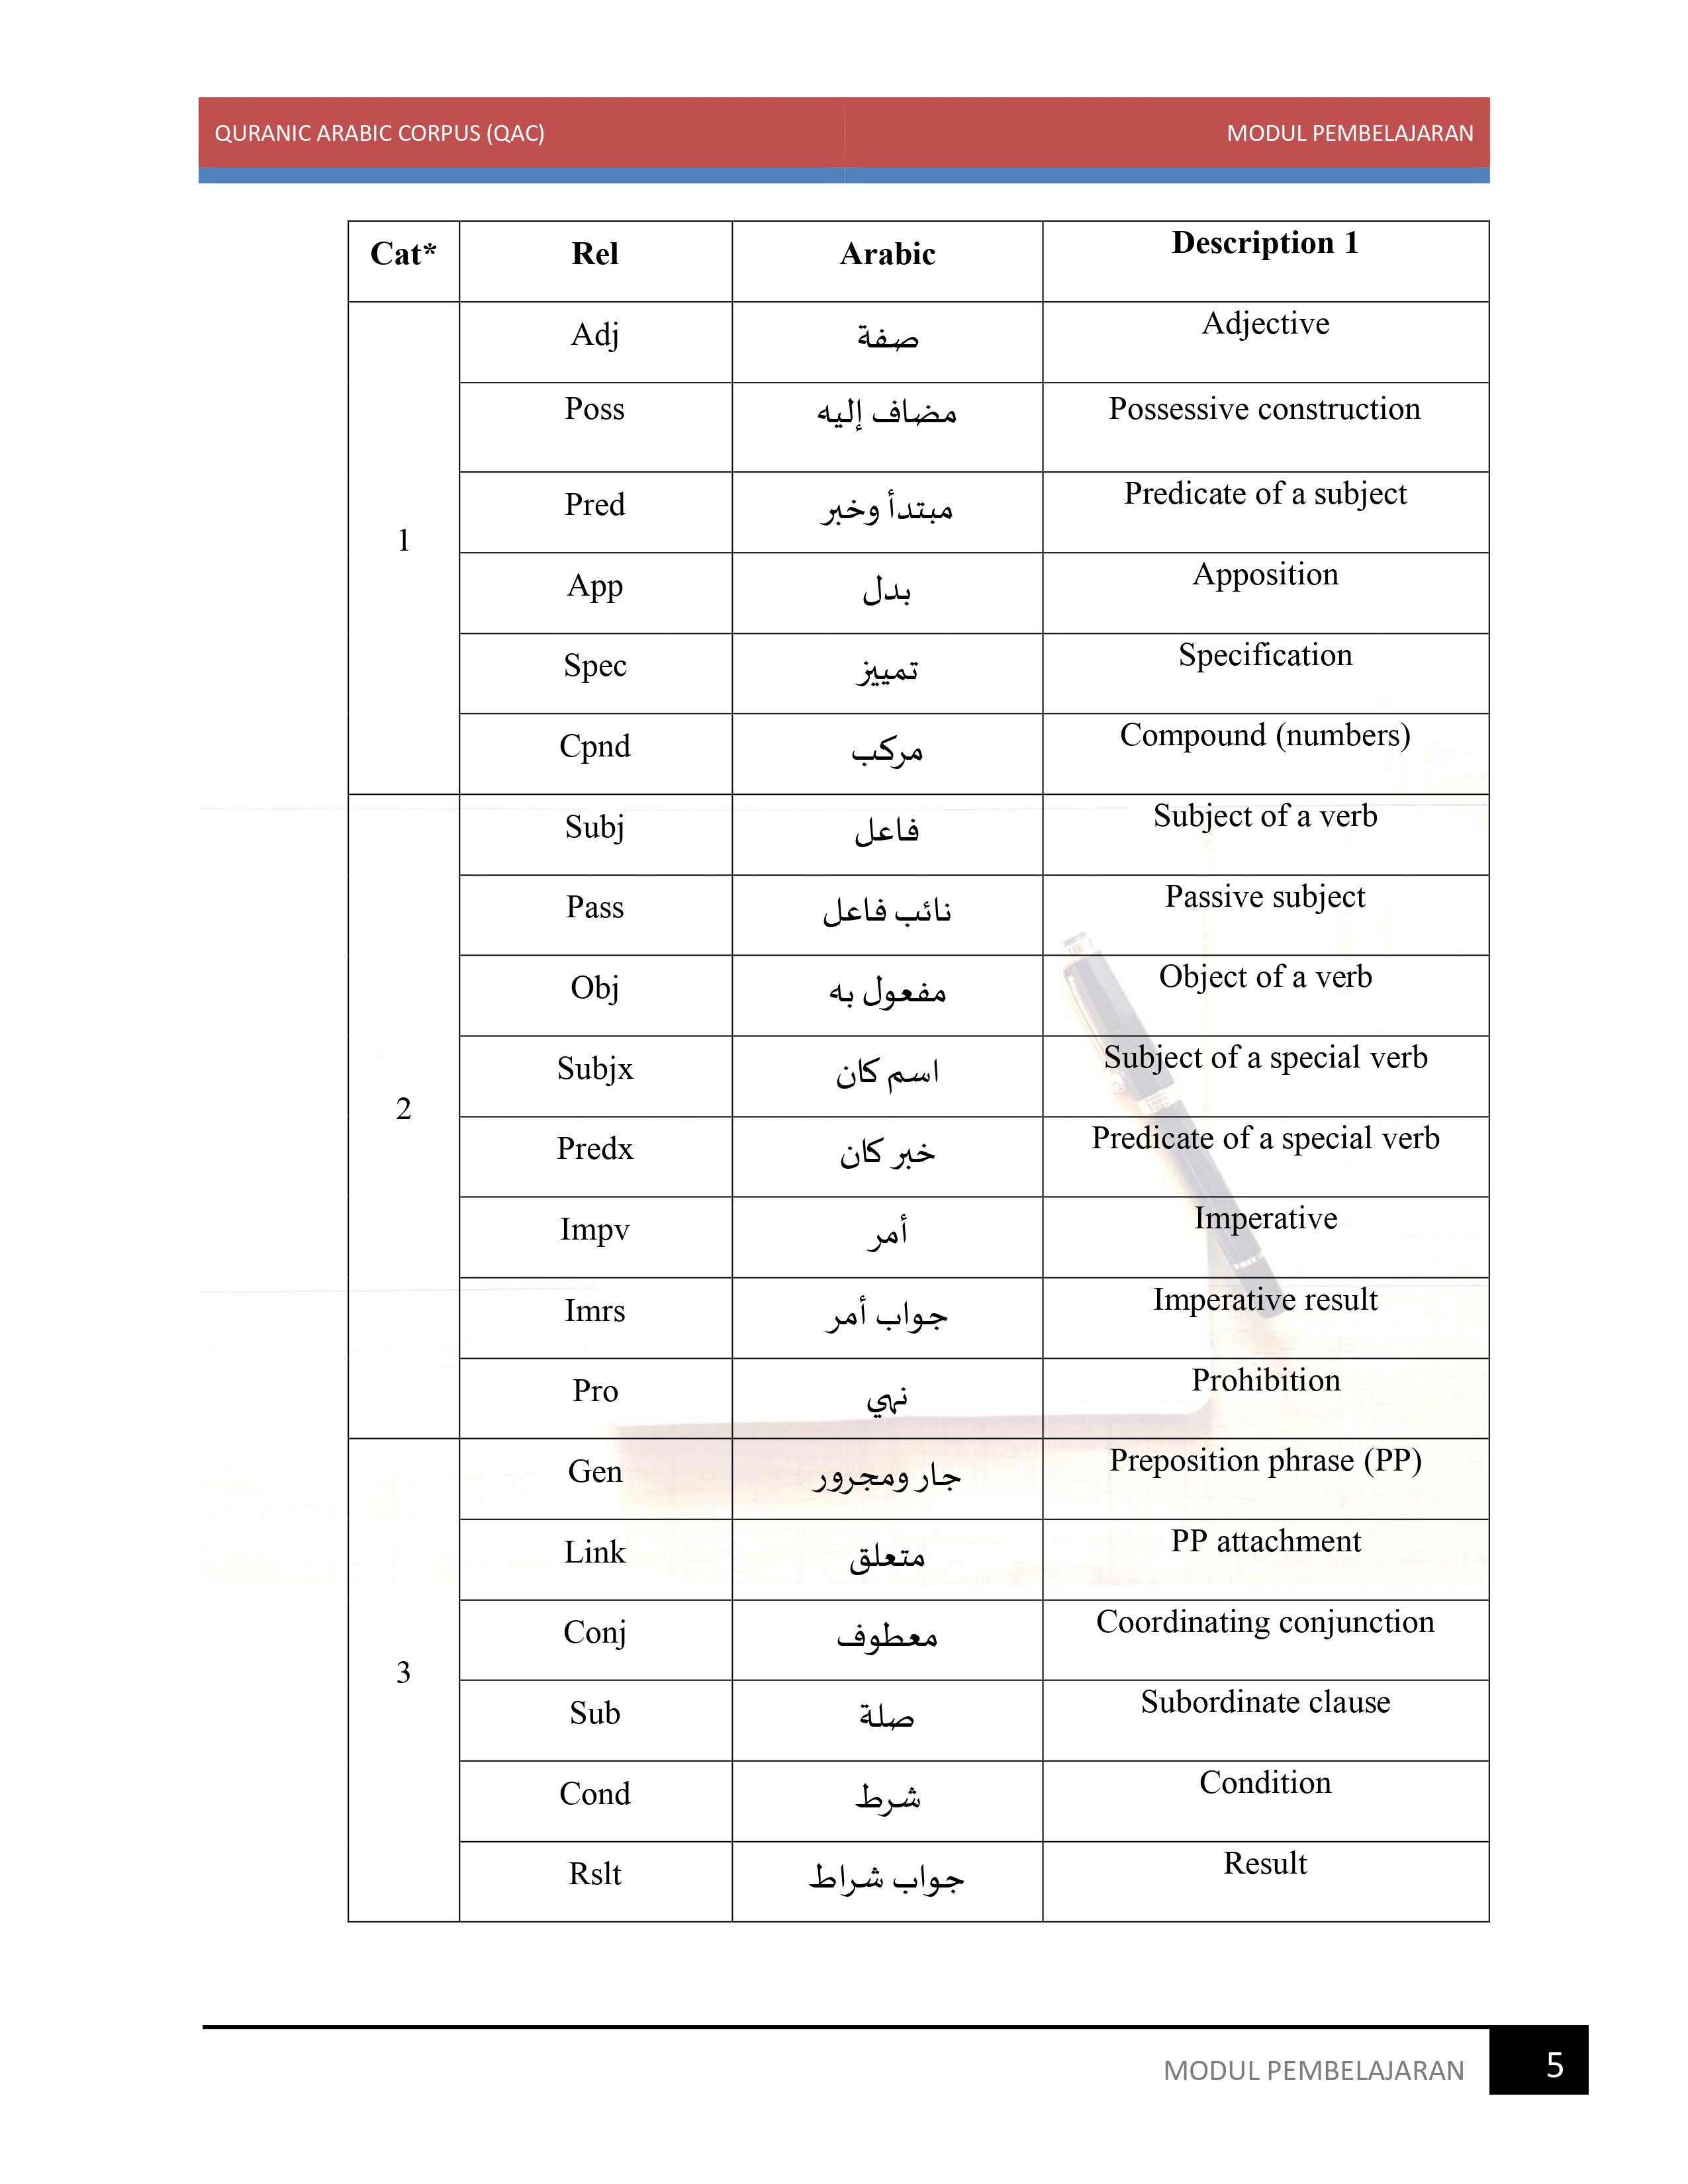 QURANIC ARABIC CORPUS (QAC) MODUL PEMBELAJARAN
Cat* Rel Arabic Description 1
1
Adj صفة Adjective
Poss مضاف إليه Possessive construction
Pred مبتدأ وخبر Predicate of a subject
App بدل Apposition
Spec تمييز Specification
Cpnd مركب Compound (numbers)
2
Subj فاعل Subject of a verb
Pass نائب فاعل Passive subject
Obj مفعول به Object of a verb
Subjx اسم كان Subject of a special verb
Predx خبر كان Predicate of a special verb
Impv أمر Imperative
Imrs جواب أمر Imperative result
Pro نهي Prohibition
3
Gen جار ومجرور Preposition phrase (PP)
Link متعلق PP attachment
Conj معطوف Coordinating conjunction
Sub صلة Subordinate clause
Cond شرط Condition
Rslt جواب شراط Result
MODUL PEMBELAJARAN 5